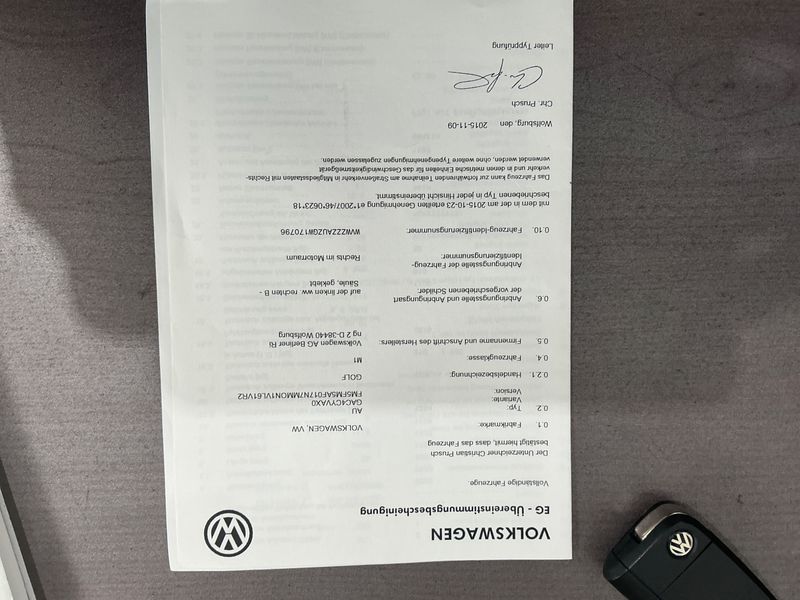 VOLKSWAGEN
EG - Übereinstimmungsbescheinigung
Vollständige Fahrzeuge
Der Unterzeichner Christian Prusch
bestätigt hiermit, dass das Fahrzeug
0.1. Fabrikmarke: VOLKSWAGEN, VW
0.2. Typ: AU
Variante: GAC4CYVAX0
Version: FM5FM5AF017N7MMON1VL61VR2
0.2.1. Handelsbezeichnung: GOLF
0.4. Fahrzeugklasse: M1
0.5. Firmenname und Anschrift des Herstellers: Volkswagen AG Berliner Ri
ng 2 D-38440 Wolfsburg
0.6. Anbringungsstelle und Anbringungsart auf der linken ww. rechten B -
der vorgeschriebenen Schilder: Säule, geklebt
Anbringungsstelle der Fahrzeug- Rechts im Motorraum
Identifizierungsnummer:
0.10. Fahrzeug-Identifizierungsnummer: WVWZZZAUZGW170796
mit dem in der am 2015-10-23 erteilten Genehmigung e1*2007/46*0623*18
beschriebenen Typ in jeder Hinsicht übereinstimmt.
Das Fahrzeug kann zur fortwährenden Teilnahme am Straßenverkehr in Mitgliedsstaaten mit Rechts-
verkehr und in denen metrische Einheiten für das Geschwindigkeitsmeßgerät
verwendet werden, ohne weitere Typengenehmigungen zugelassen werden.
Wolfsburg, den 2015-11-09
Chr. Prusch
Leiter Typprüfung